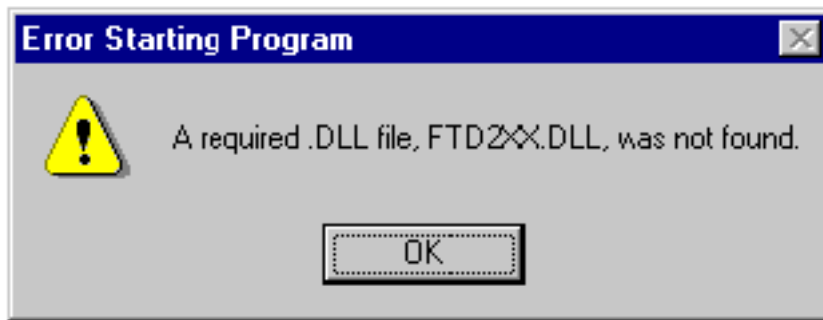 Error Starting Program
A required .DLL file, FTD2XX.DLL, was not found.
OK